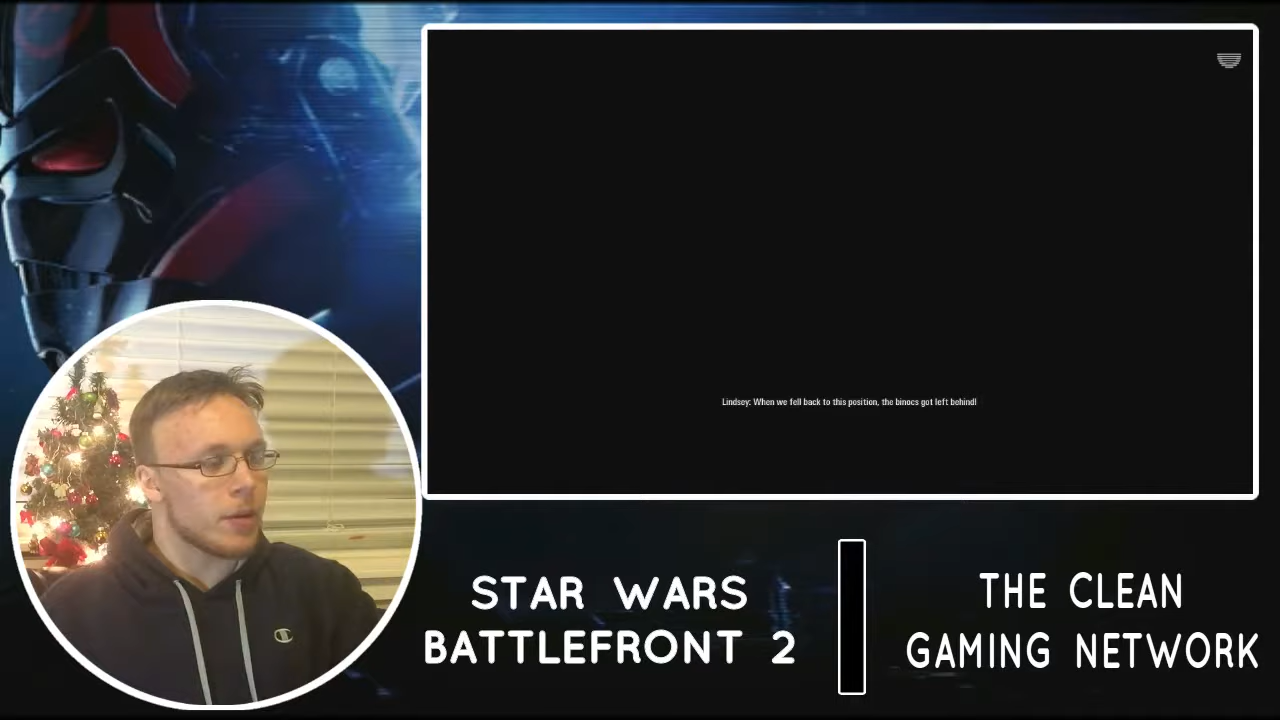 Lindsey: When we fell back to this position, the binocs got left behind!
STAR WARS
BATTLEFRONT 2
THE CLEAN
GAMING NETWORK